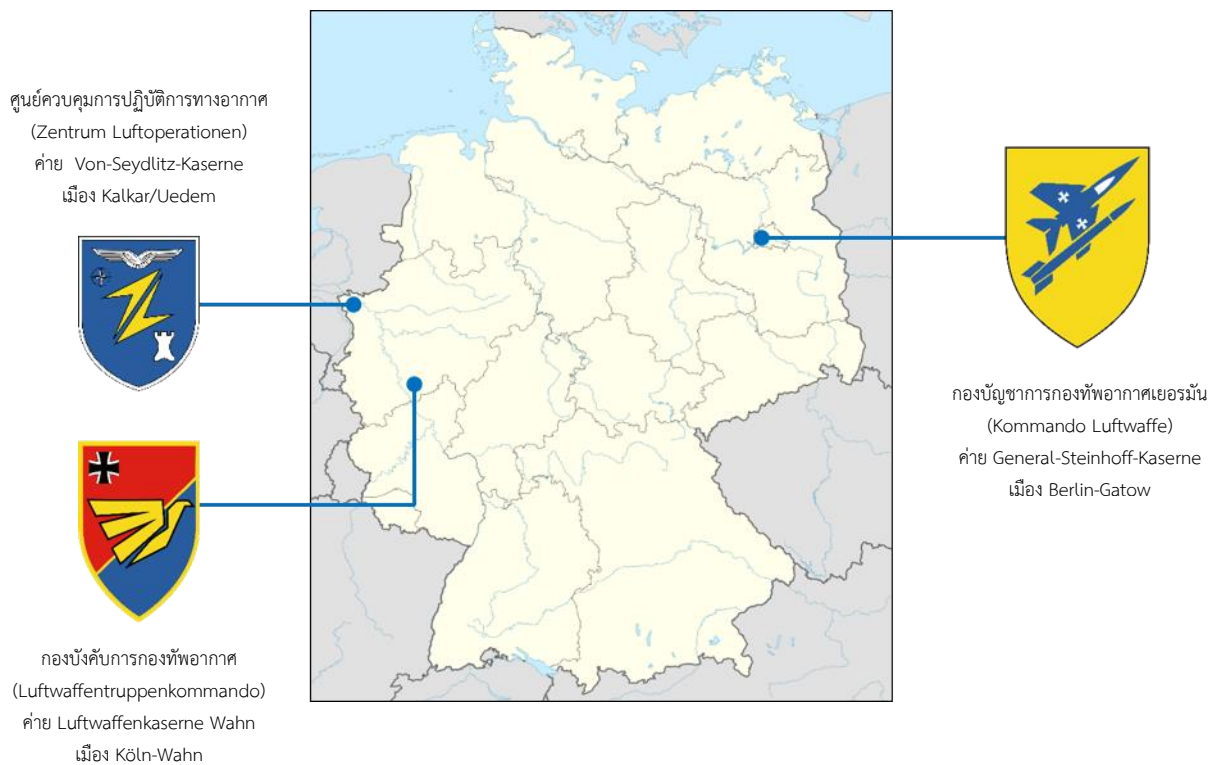 ศูนย์ควบคุมการปฏิบัติการทางอากาศ
(Zentrum Luftoperationen)
ค่าย Von-Seydlitz-Kaserne
เมือง Kalkar/Uedem
กองบังคับการกองทัพอากาศ
(Luftwaffentruppenkommando)
ค่าย Luftwaffenkaserne Wahn
เมือง Köln-Wahn
กองบัญชาการกองทัพอากาศเยอรมัน
(Kommando Luftwaffe)
ค่าย General-Steinhoff-Kaserne
เมือง Berlin-Gatow